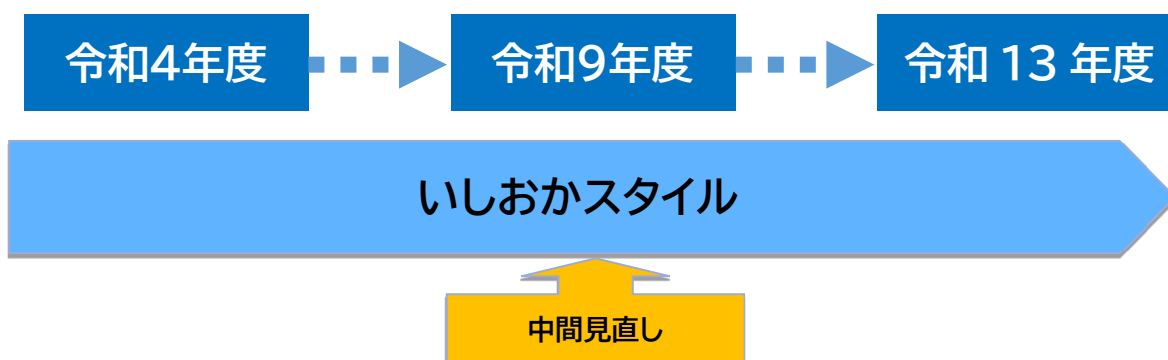 令和4年度
令和9年度
令和 13 年度
いしおかスタイル
中間見直し